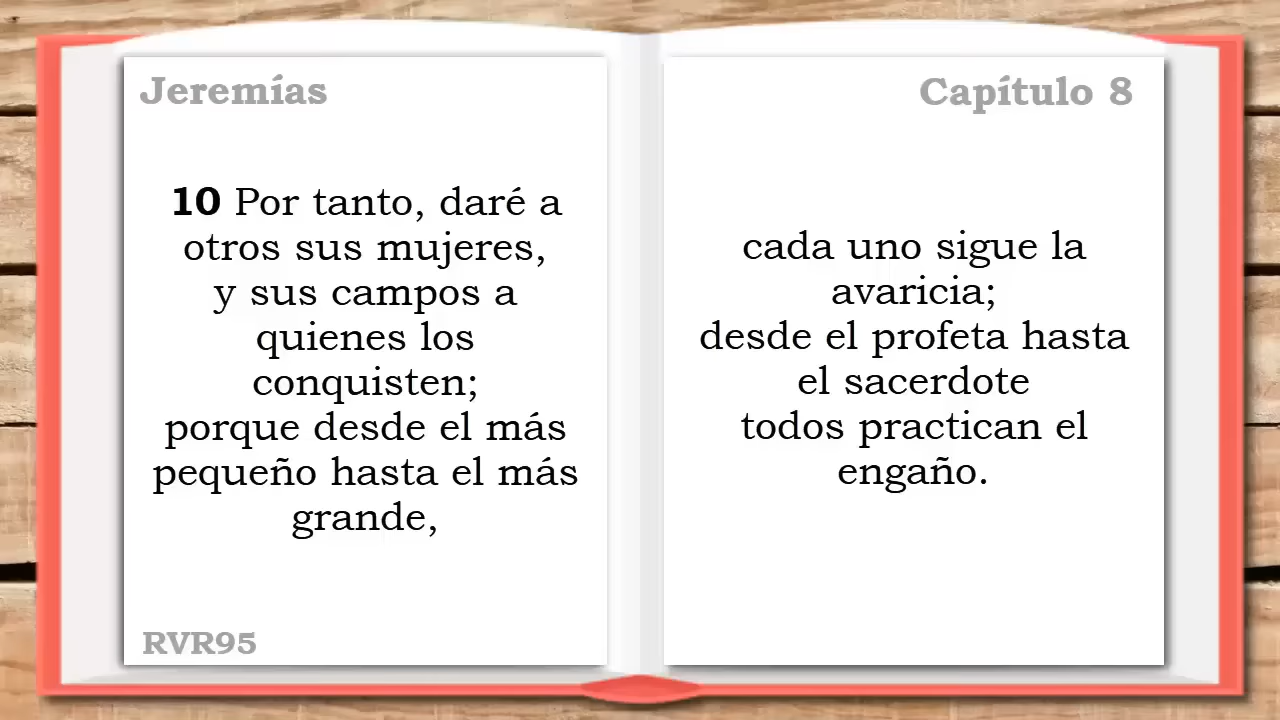 Jeremías
10 Por tanto, daré a
otros sus mujeres,
y sus campos a
quienes los
conquisten;
porque desde el más
pequeño hasta el más
grande,
RVR95
Capítulo 8
cada uno sigue la
avaricia;
desde el profeta hasta
el sacerdote
todos practican el
engaño.